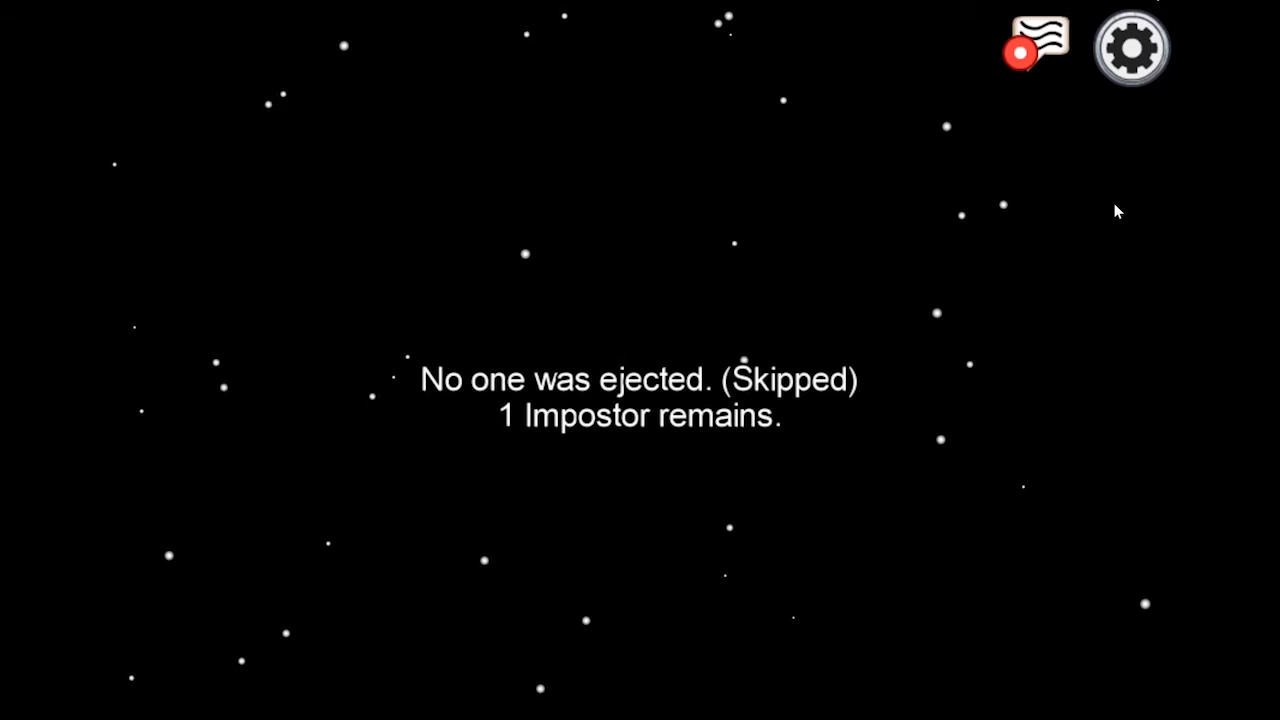 No one was ejected. (Skipped)
1 Impostor remains.